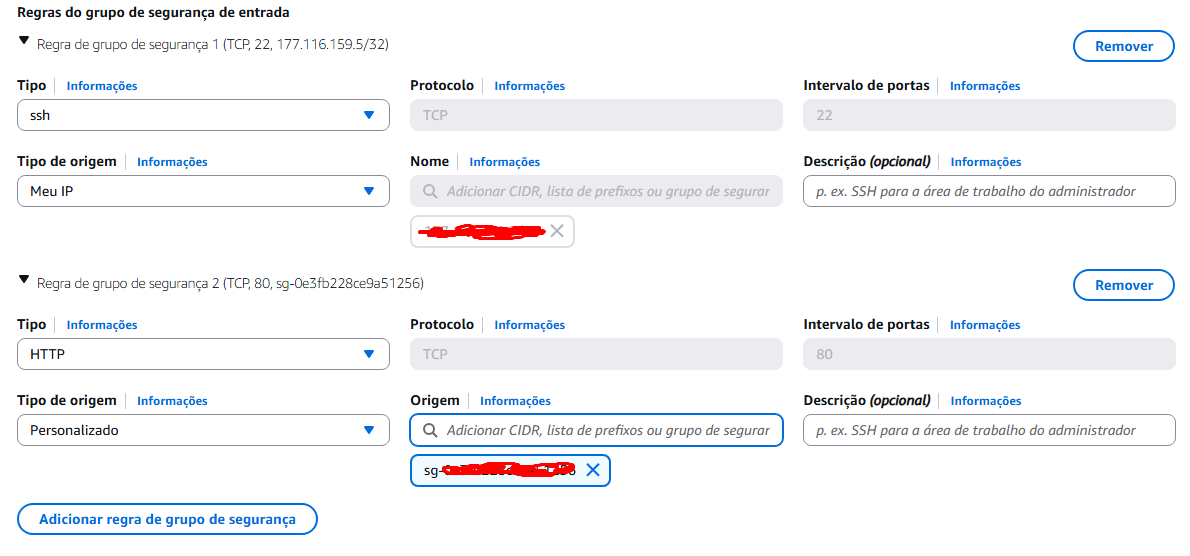 Regras do grupo de segurança de entrada
Regra de grupo de segurança 1 (TCP, 22, 177.116.159.5/32)
Remover
Tipo Informações Protocolo Informações Intervalo de portas Informações
ssh TCP 22
Tipo de origem Informações Nome Informações Descrição (opcional) Informações
Meu IP Adicionar CIDR, lista de prefixos ou grupo de segurar p. ex. SSH para a área de trabalho do administrador
Regra de grupo de segurança 2 (TCP, 80, sg-0e3fb228ce9a51256)
Remover
Tipo Informações Protocolo Informações Intervalo de portas Informações
HTTP TCP 80
Tipo de origem Informações Origem Informações Descrição (opcional) Informações
Personalizado Adicionar CIDR, lista de prefixos ou grupo de segurar p. ex. SSH para a área de trabalho do administrador
sg-
Adicionar regra de grupo de segurança